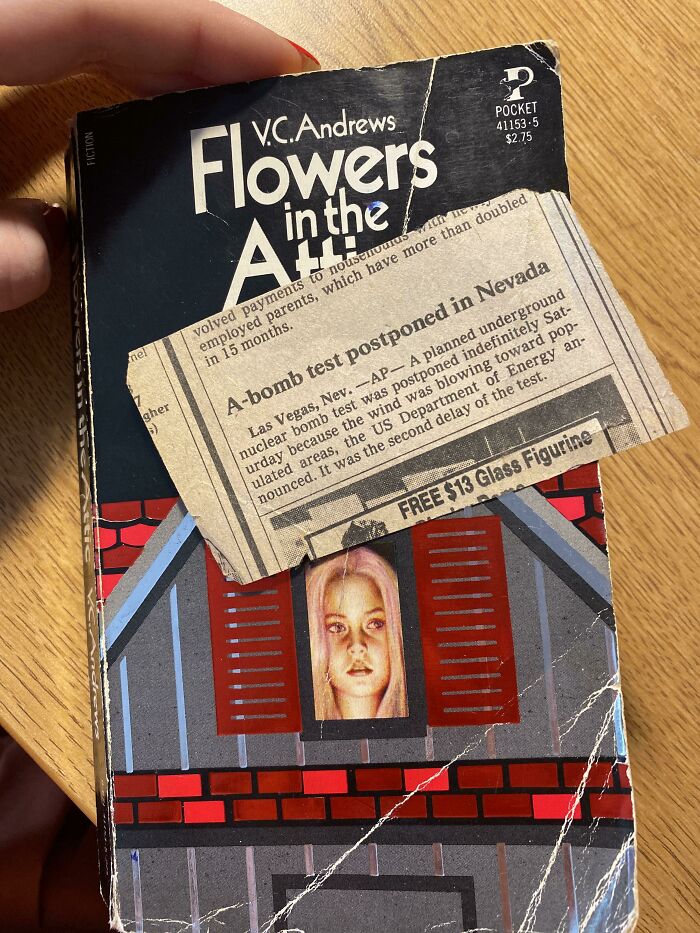 POCKET
41153-5
$2.75
FICTION
V.C. Andrews
Flowers
in the
Atti
volved payments to households with
employed parents, which have more than doubled
in 15 months.
A-bomb test postponed in Nevada
Las Vegas, Nev. —AP— A planned underground
nuclear bomb test was postponed indefinitely Sat-
urday because the wind was blowing toward pop-
ulated areas, the US Department of Energy an-
nounced. It was the second delay of the test.
FREE $13 Glass Figurine
gher
V.C. Andrews